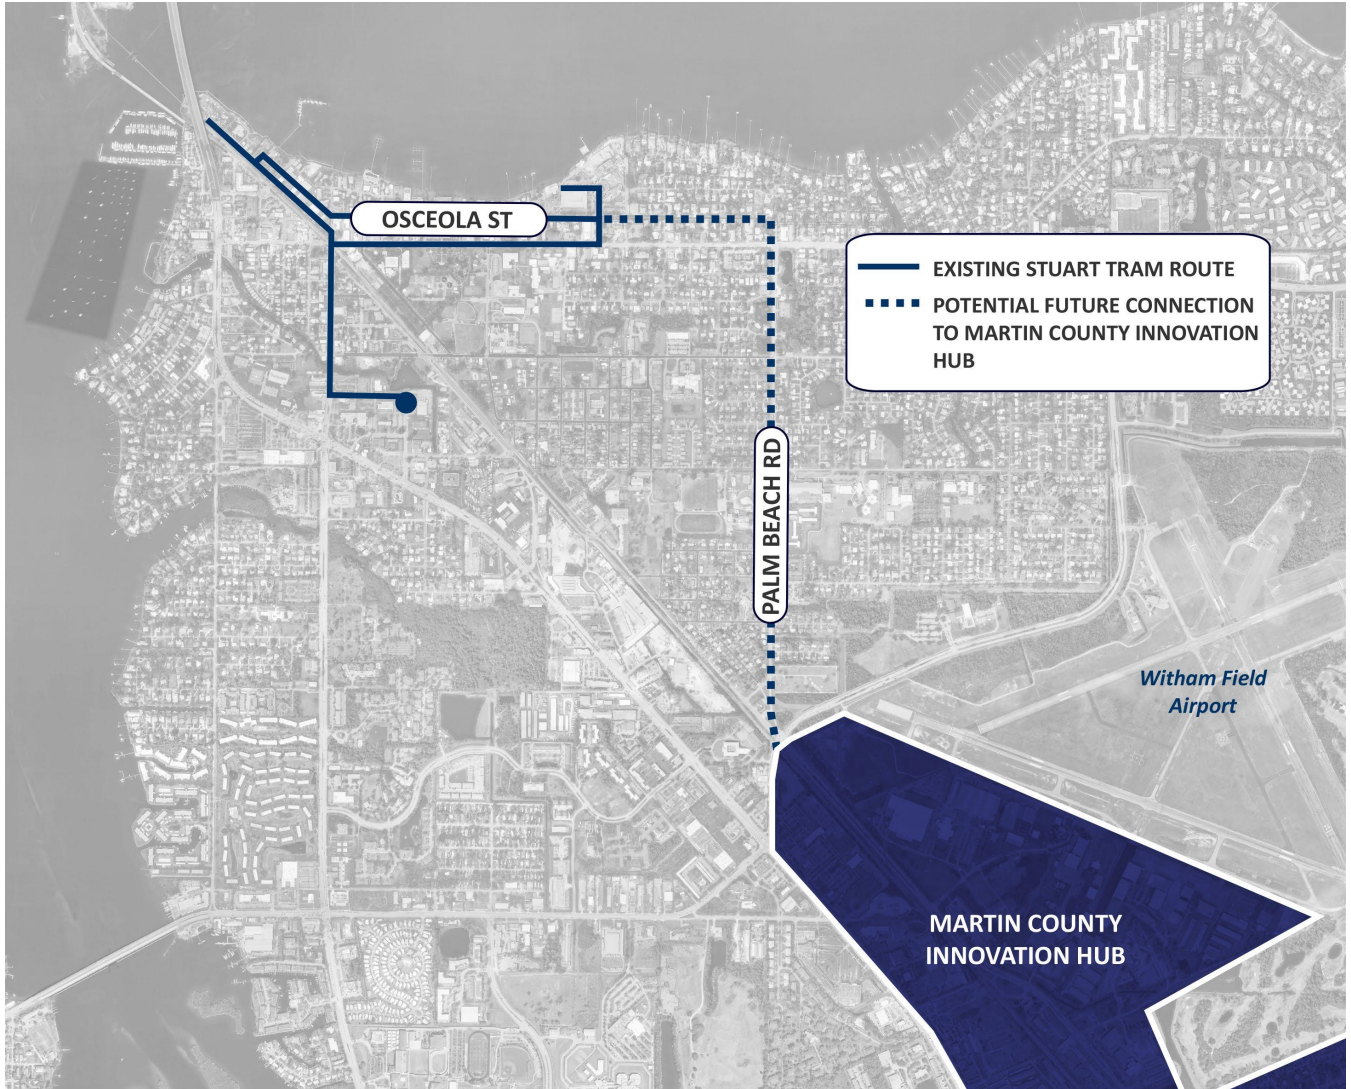 OSCEOLA ST
EXISTING STUART TRAM ROUTE
POTENTIAL FUTURE CONNECTION
TO MARTIN COUNTY INNOVATION
HUB
PALM BEACH RD
Witham Field
Airport
MARTIN COUNTY
INNOVATION HUB